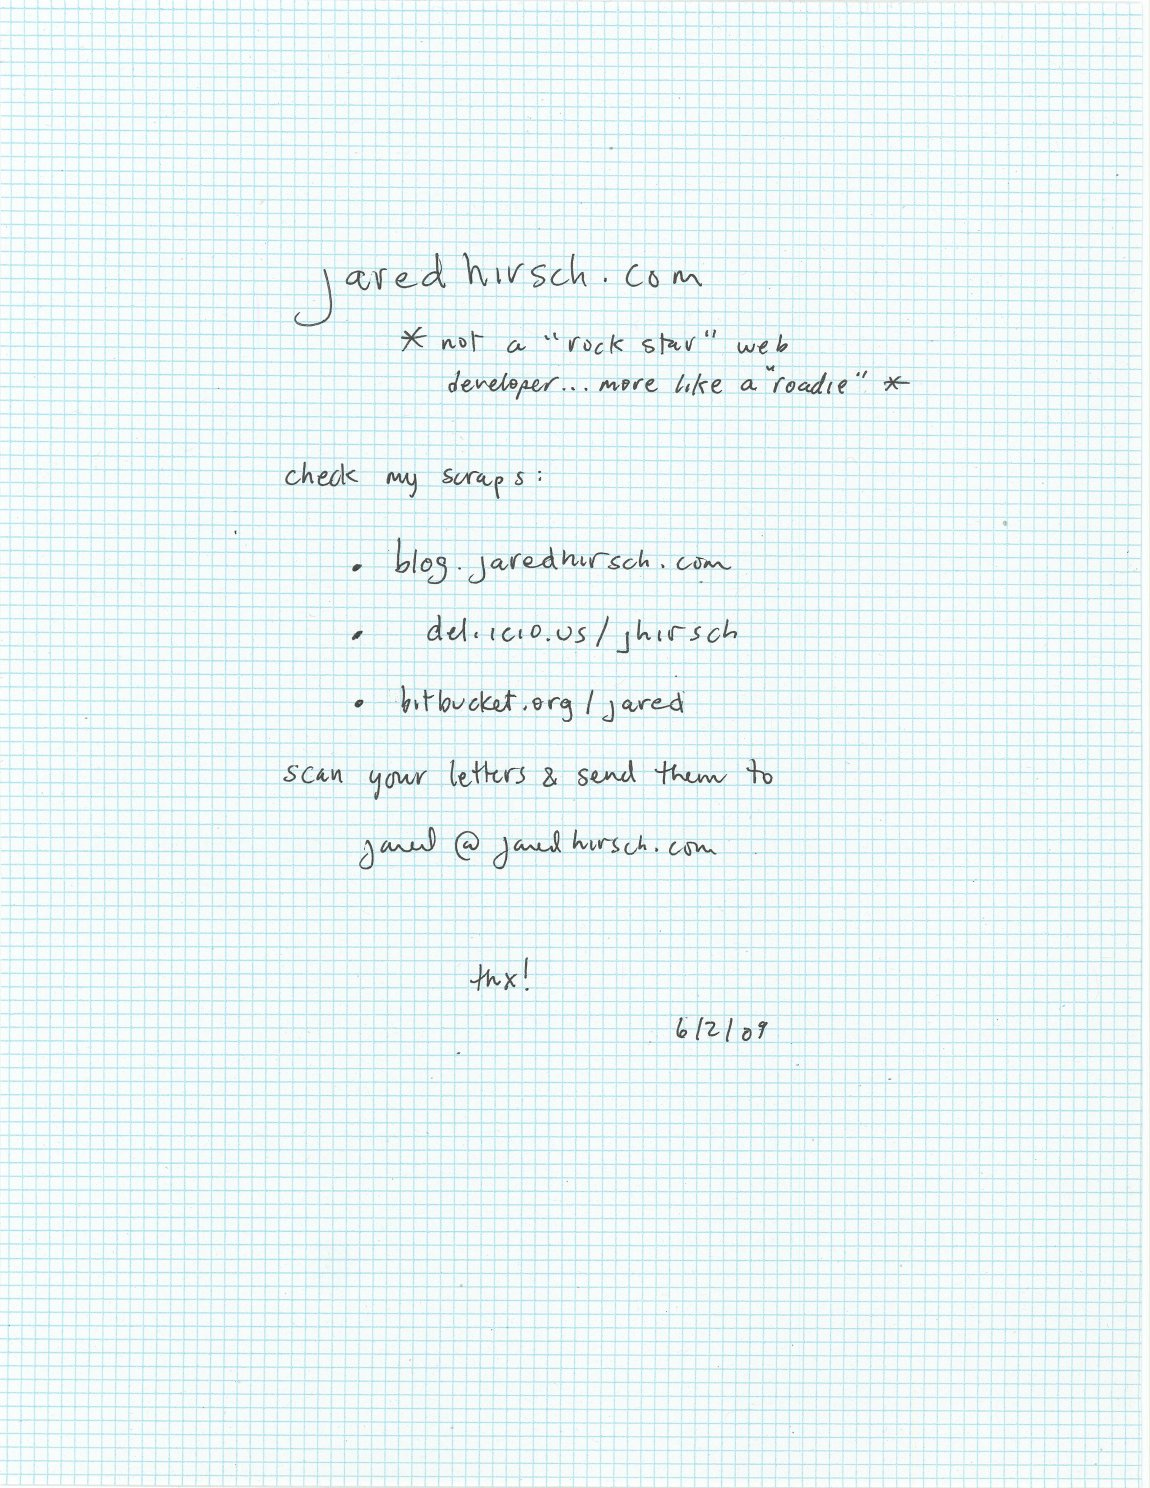 jaredhirsch.com
* not a "rock star" web
developer... more like a "roadie" *
check my scraps:
• blog.jaredhirsch.com
• del.icio.us/jhirsch
• bitbucket.org/jared
scan your letters & send them to
jared@jaredhirsch.com
thx!
6/2/09